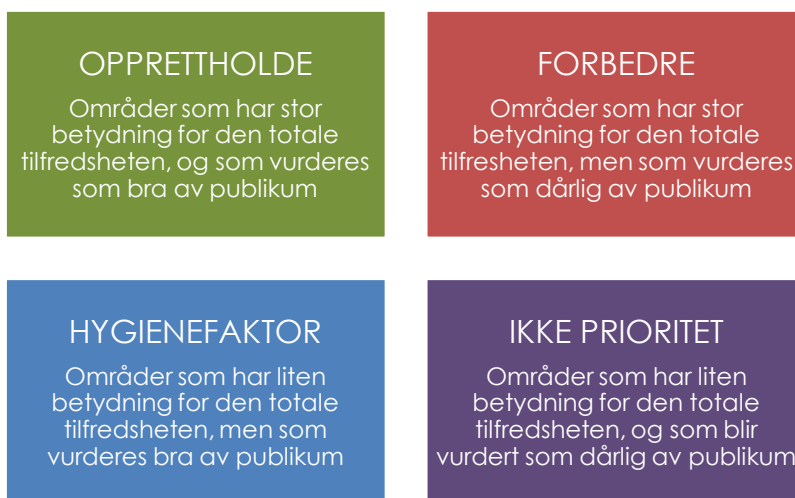 OPPRETTHOLDE
Områder som har stor
betydning for den totale
tilfredsheten, og som vurderes
som bra av publikum
FORBEDRE
Områder som har stor
betydning for den totale
tilfresheten, men som vurderes
som dårlig av publikum
HYGIENEFAKTOR
Områder som har liten
betydning for den totale
tilfredsheten, men som
vurderes bra av publikum
IKKE PRIORITET
Områder som har liten
betydning for den totale
tilfredsheten, og som blir
vurdert som dårlig av publikum